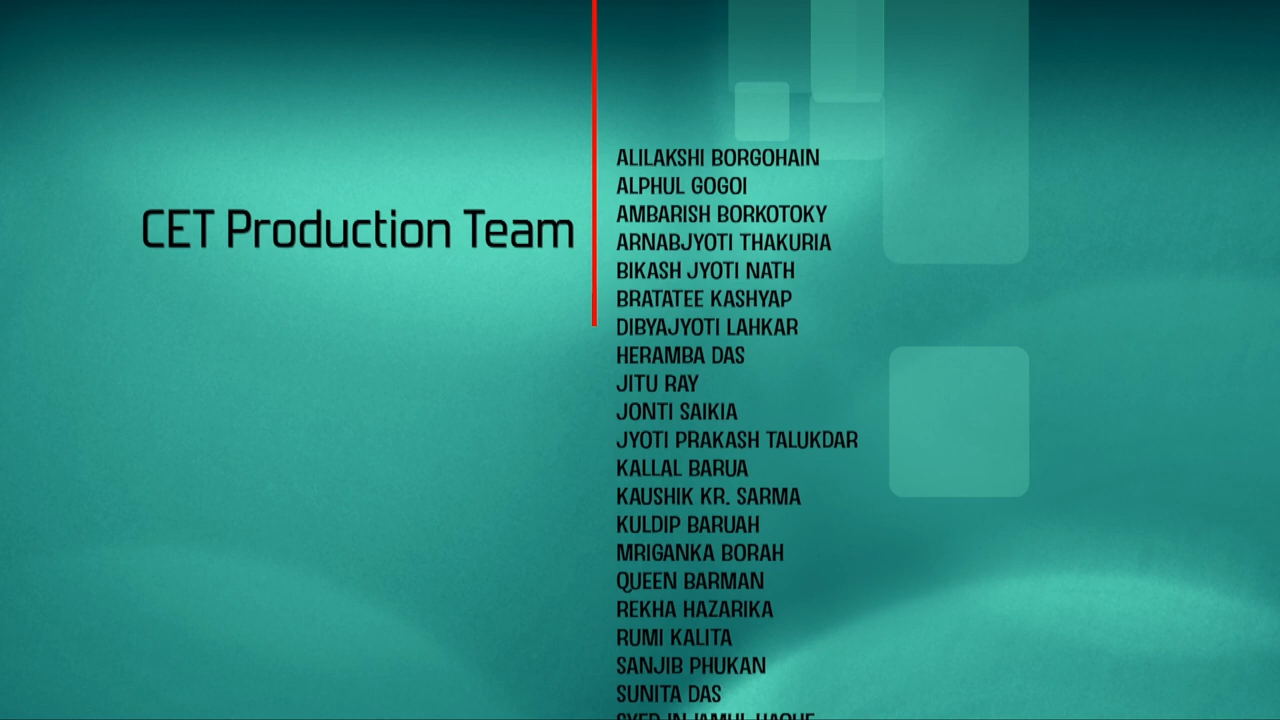 CET Production Team
ALILAKSHI BORGOHAIN
ALPHUL GOGOI
AMBARISH BORKOTOKY
ARNABJYOTI THAKURIA
BIKASH JYOTI NATH
BRATATEE KASHYAP
DIBYAJYOTI LAHKAR
HERAMBA DAS
JITU RAY
JONTI SAIKIA
JYOTI PRAKASH TALUKDAR
KALLAL BARUA
KAUSHIK KR. SARMA
KULDIP BARUAH
MRIGANKA BORAH
QUEEN BARMAN
REKHA HAZARIKA
RUMI KALITA
SANJIB PHUKAN
SUNITA DAS